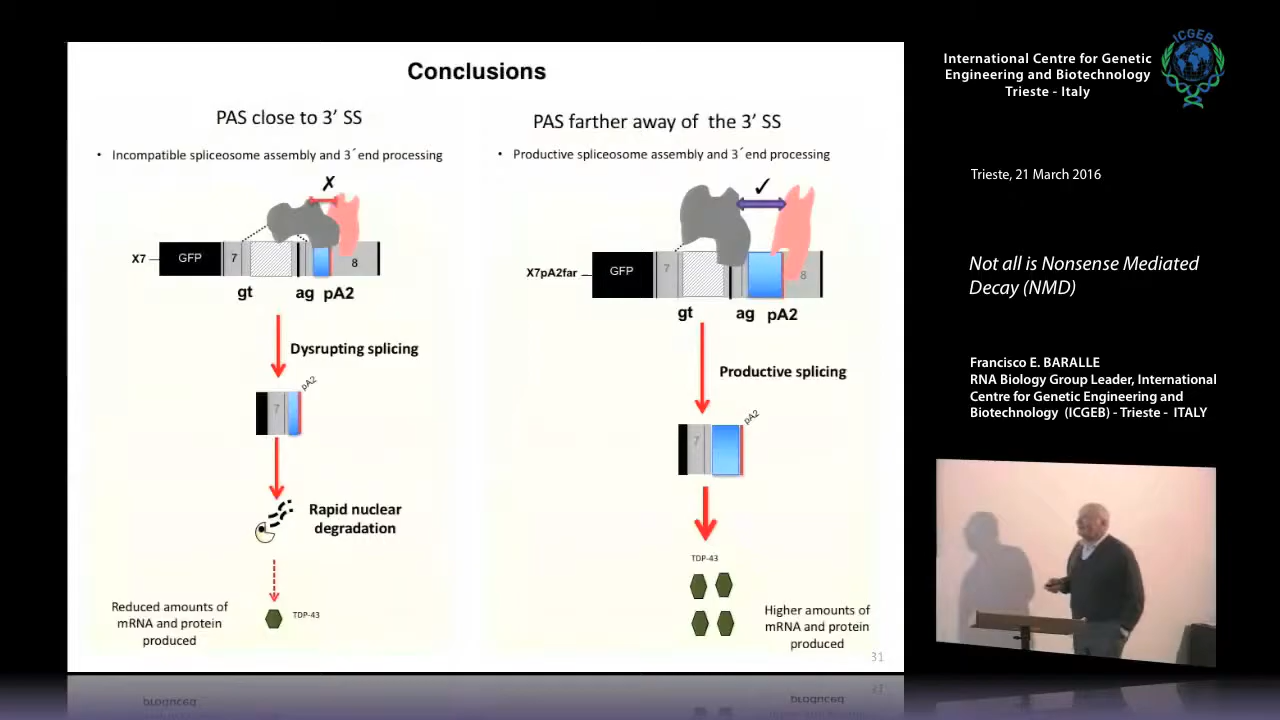 Conclusions
PAS close to 3' SS
• Incompatible spliceosome assembly and 3´end processing
✗
X7
GFP
7
8
gt
ag
pA2
Dysrupting splicing
pA2
7
Rapid nuclear
degradation
TDP-43
Reduced amounts of
mRNA and protein
produced
PAS farther away of the 3' SS
• Productive spliceosome assembly and 3´end processing
✓
X7pA2far
GFP
7
8
gt
ag
pA2
Productive splicing
pA2
7
TDP-43
Higher amounts of
mRNA and protein
produced
31
International Centre for Genetic
Engineering and Biotechnology
Trieste - Italy
ICGEB
Trieste, 21 March 2016
Not all is Nonsense Mediated
Decay (NMD)
Francisco E. BARALLE
RNA Biology Group Leader, International
Centre for Genetic Engineering and
Biotechnology (ICGEB) - Trieste - ITALY